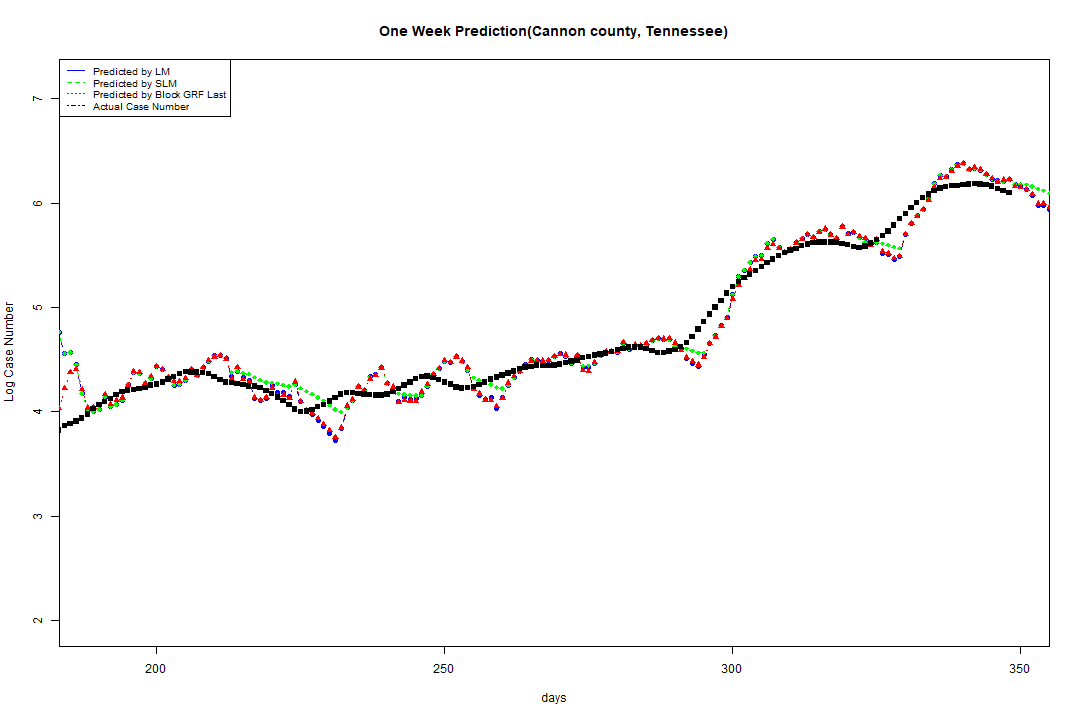 One Week Prediction(Cannon county, Tennessee)
Predicted by LM
Predicted by SLM
Predicted by Block GRF Last
Actual Case Number
7
6
5
4
3
2
Log Case Number
200 250 300 350
days